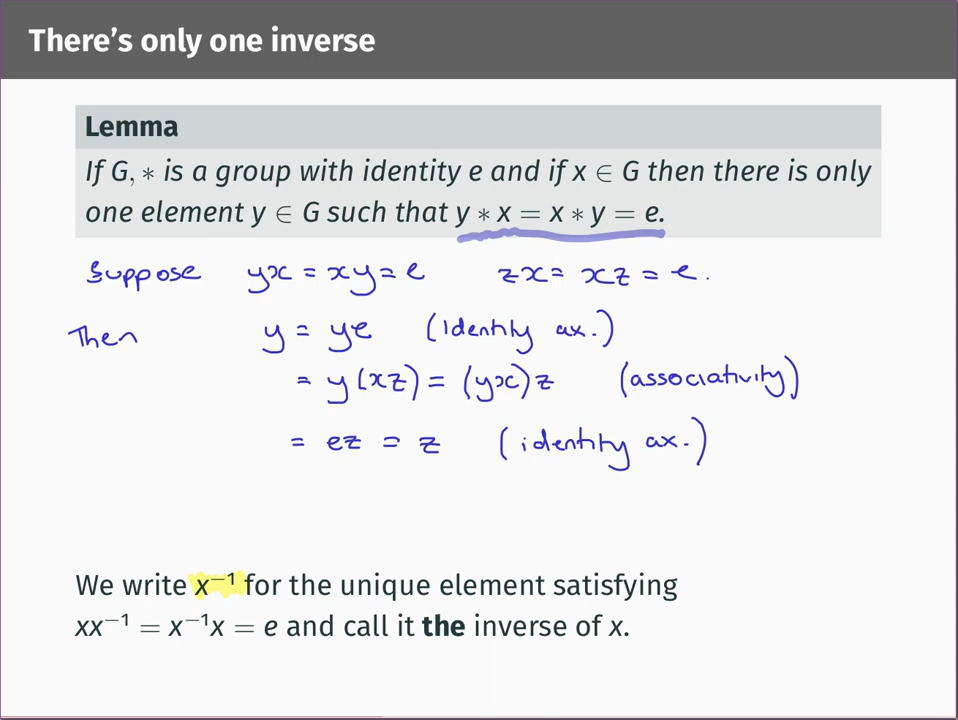 There's only one inverse
Lemma
If G, ∗ is a group with identity e and if x ∈ G then there is only
one element y ∈ G such that y ∗ x = x ∗ y = e.
Suppose yx = xy = e zx = xz = e.
Then y = ye (identity ax.)
= y(xz) = (yx)z (associativity)
= ez = z (identity ax.)
We write x⁻¹ for the unique element satisfying
xx⁻¹ = x⁻¹x = e and call it the inverse of x.